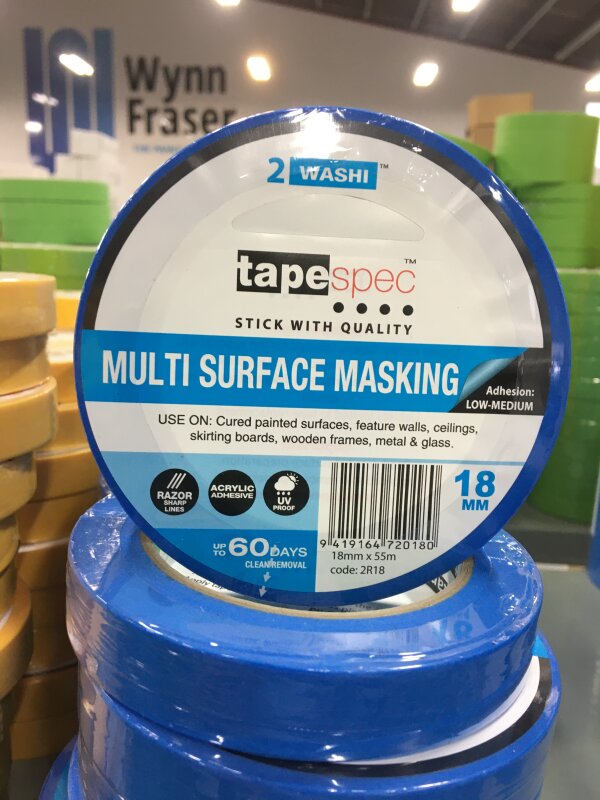 Wynn
Fraser
2 WASHI™
tapespec™
STICK WITH QUALITY
MULTI SURFACE MASKING
Adhesion:
LOW-MEDIUM
USE ON: Cured painted surfaces, feature walls, ceilings,
skirting boards, wooden frames, metal & glass.
RAZOR
SHARP
LINES
ACRYLIC
ADHESIVE
UV
PROOF
18
MM
UP TO 60 DAYS
CLEAN REMOVAL
9 419164 720180
18mm x 55m
code: 2R18